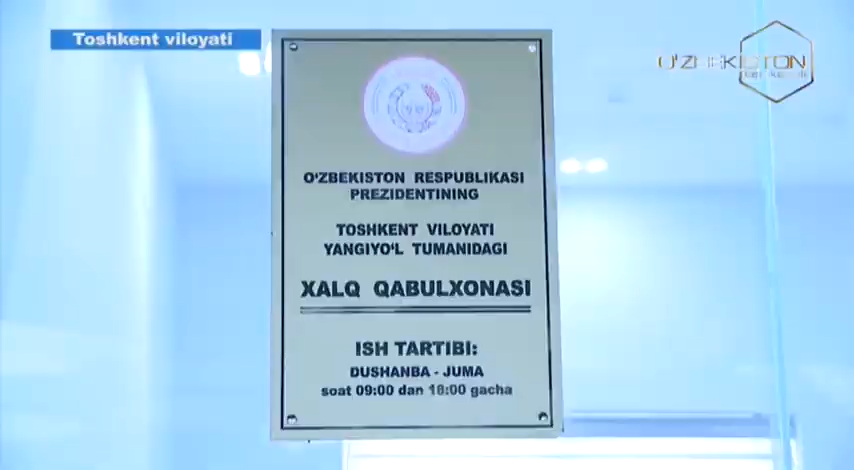 Toshkent viloyati
O'ZBEKISTON
O‘ZBEKISTON RESPUBLIKASI
PREZIDENTINING
TOSHKENT VILOYATI
YANGIYO‘L TUMANIDAGI
XALQ QABULXONASI
ISH TARTIBI:
DUSHANBA - JUMA
soat 09:00 dan 18:00 gacha